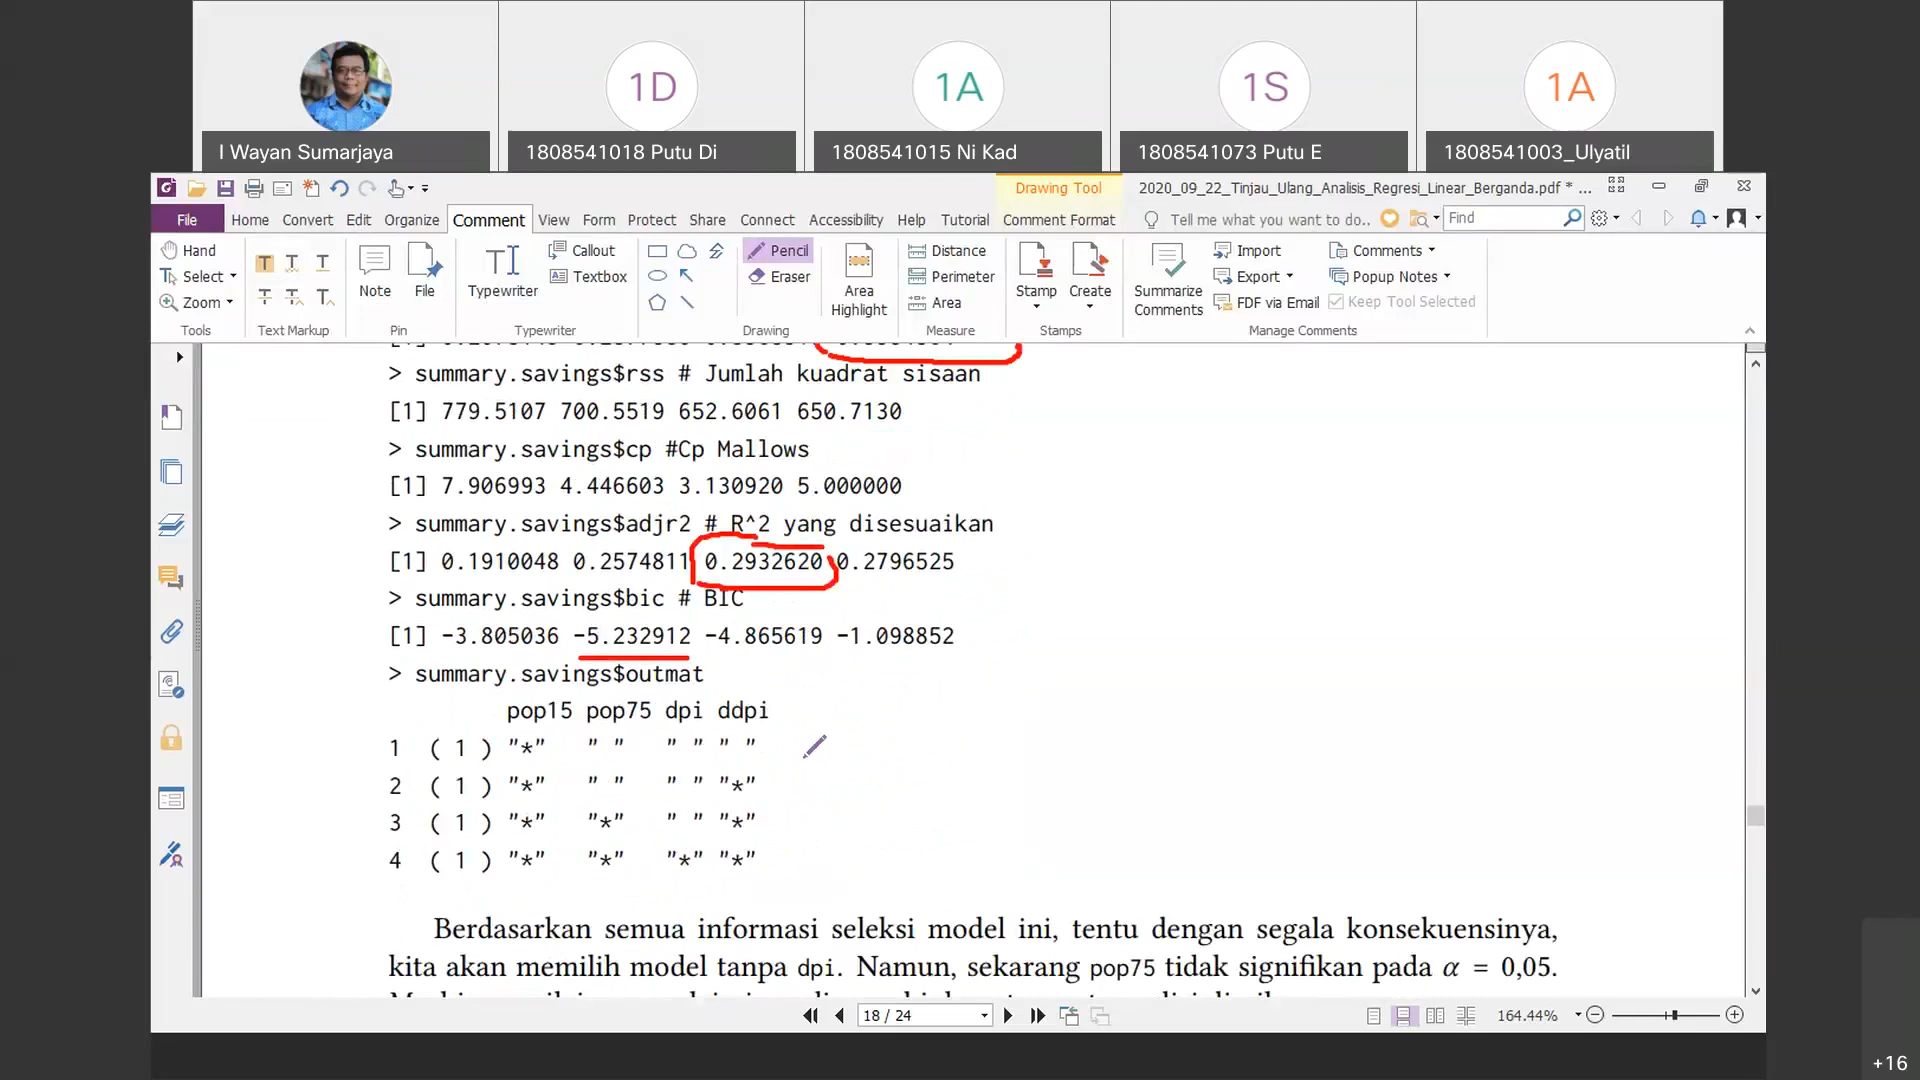 1D
1A
1S
1A
I Wayan Sumarjaya
1808541018 Putu Di
1808541015 Ni Kad
1808541073 Putu E
1808541003_Ulyatil
Drawing Tool
2020_09_22_Tinjau_Ulang_Analisis_Regresi_Linear_Berganda.pdf * ...
File Home Convert Edit Organize Comment View Form Protect Share Connect Accessibility Help Tutorial Comment Format
Tell me what you want to do..
Find
Hand
Select
Zoom
Tools
Text Markup
Note
File
Pin
Typewriter
Callout
Textbox
Typewriter
Pencil
Eraser
Area Highlight
Drawing
Distance
Perimeter
Area
Measure
Stamp
Create
Stamps
Summarize Comments
Import
Export
FDF via Email
Comments
Popup Notes
Keep Tool Selected
Manage Comments
> summary.savings$rss # Jumlah kuadrat sisaan
[1] 779.5107 700.5519 652.6061 650.7130
> summary.savings$cp #Cp Mallows
[1] 7.906993 4.446603 3.130920 5.000000
> summary.savings$adjr2 # R^2 yang disesuaikan
[1] 0.1910048 0.2574811 0.2932620 0.2796525
> summary.savings$bic # BIC
[1] -3.805036 -5.232912 -4.865619 -1.098852
> summary.savings$outmat
pop15 pop75 dpi ddpi
1 ( 1 ) "*" " " " " " "
2 ( 1 ) "*" " " " " "*"
3 ( 1 ) "*" "*" " " "*"
4 ( 1 ) "*" "*" "*" "*"
Berdasarkan semua informasi seleksi model ini, tentu dengan segala konsekuensinya,
kita akan memilih model tanpa dpi. Namun, sekarang pop75 tidak signifikan pada α = 0,05.
18 / 24
164.44%
+16